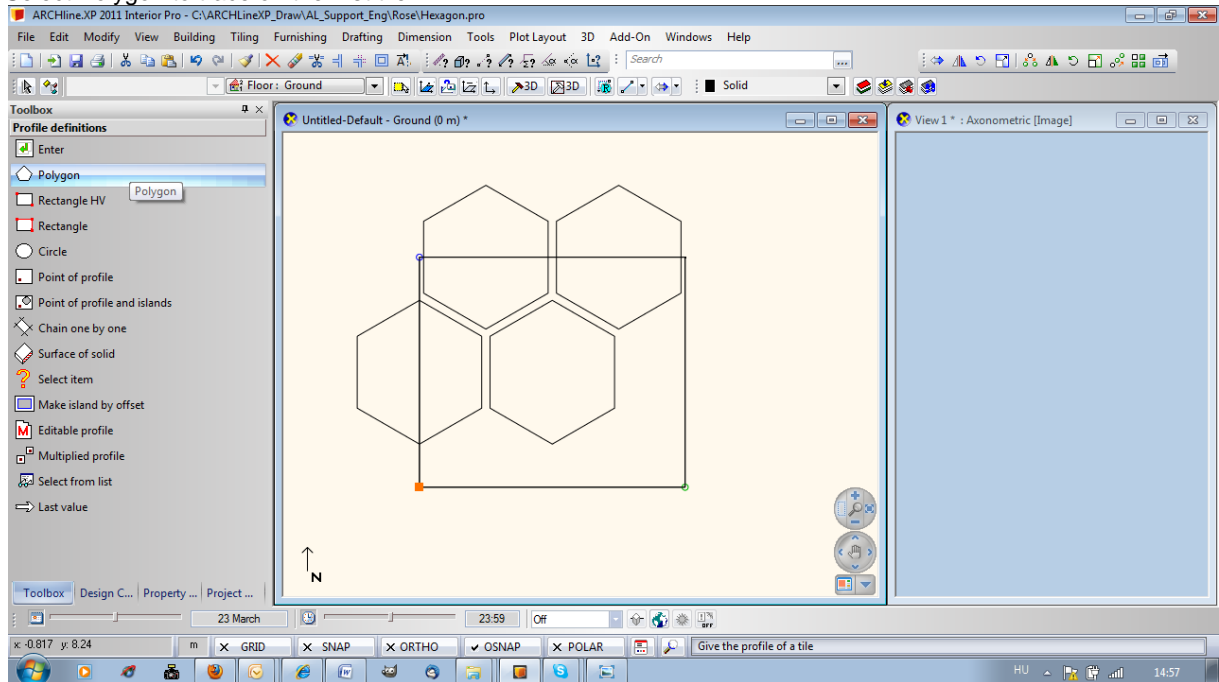 ARCHline.XP 2011 Interior Pro - C:\ARCHLineXP_Draw\AL_Support_Eng\Rose\Hexagon.pro
File Edit Modify View Building Tiling Furnishing Drafting Dimension Tools Plot Layout 3D Add-On Windows Help
Search
Floor: Ground
3D
3D
Solid
Toolbox
Profile definitions
Enter
Polygon
Polygon
Rectangle HV
Rectangle
Circle
Point of profile
Point of profile and islands
Chain one by one
Surface of solid
Select item
Make island by offset
Editable profile
Multiplied profile
Select from list
Last value
Untitled-Default - Ground (0 m) *
N
View 1 * : Axonometric [Image]
Toolbox Design C... Property ... Project ...
23 March 23:59 Off
OFF
x: -0.817 y: 8.24 m GRID SNAP ORTHO OSNAP POLAR Give the profile of a tile
HU 14:57